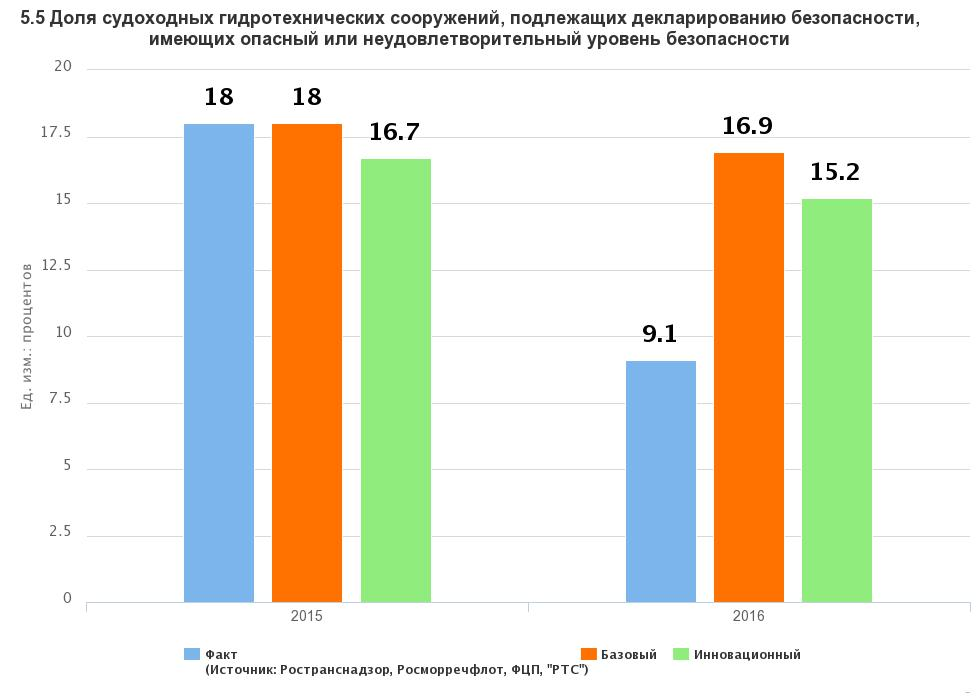 5.5 Доля судоходных гидротехнических сооружений, подлежащих декларированию безопасности,
имеющих опасный или неудовлетворительный уровень безопасности
20
17.5
15
12.5
10
7.5
5
2.5
0
Ед. изм.: процентов
18
18
16.7
9.1
16.9
15.2
2015
2016
Факт
(Источник: Ространснадзор, Росморречфлот, ФЦП, "РТС")
Базовый
Инновационный